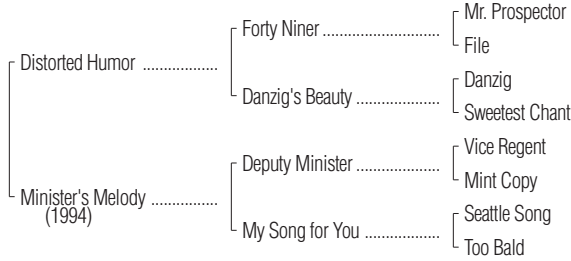 Mr. Prospector
Forty Niner ....................
File
Distorted Humor ..................
Danzig
Danzig's Beauty ....................
Sweetest Chant
Vice Regent
Deputy Minister ....................
Mint Copy
Minister's Melody ................
(1994)
Seattle Song
My Song for You ..................
Too Bald